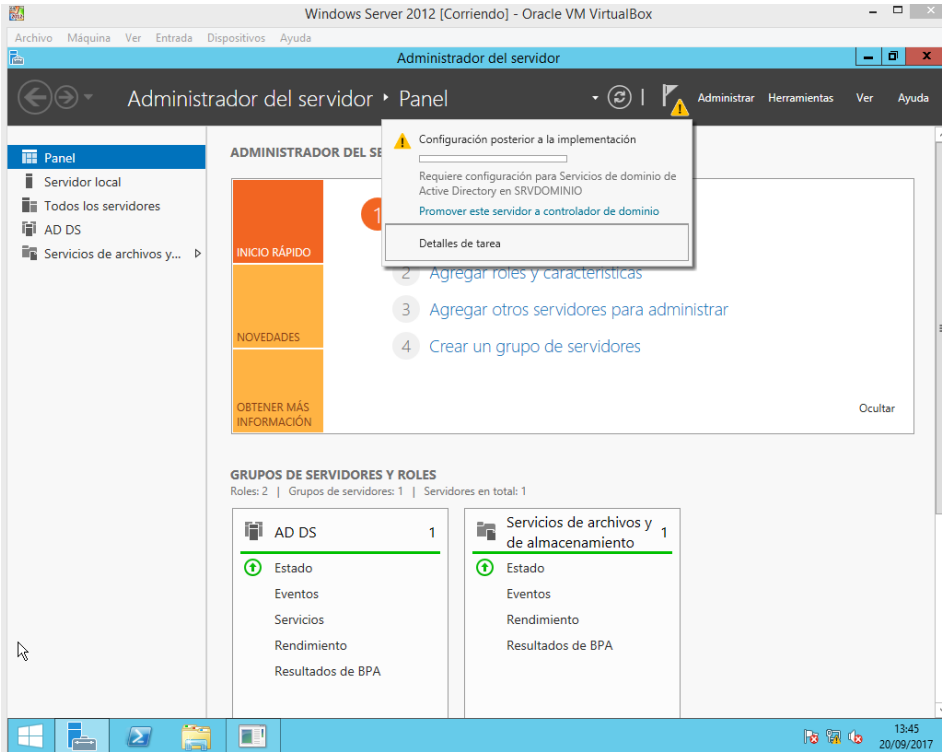 Windows Server 2012 [Corriendo] - Oracle VM VirtualBox
Archivo Máquina Ver Entrada Dispositivos Ayuda
Administrador del servidor
Administrador del servidor Panel
Administrar Herramientas Ver Ayuda
Panel
Servidor local
Todos los servidores
AD DS
Servicios de archivos y...
ADMINISTRADOR DEL SE
Configuración posterior a la implementación
Requiere configuración para Servicios de dominio de
Active Directory en SRVDOMINIO
Promover este servidor a controlador de dominio
Detalles de tarea
INICIO RÁPIDO
NOVEDADES
OBTENER MÁS
INFORMACIÓN
1
2 Agregar roles y características
3 Agregar otros servidores para administrar
4 Crear un grupo de servidores
Ocultar
GRUPOS DE SERVIDORES Y ROLES
Roles: 2 | Grupos de servidores: 1 | Servidores en total: 1
AD DS 1
Estado
Eventos
Servicios
Rendimiento
Resultados de BPA
Servicios de archivos y
de almacenamiento 1
Estado
Eventos
Rendimiento
Resultados de BPA
13:45
20/09/2017